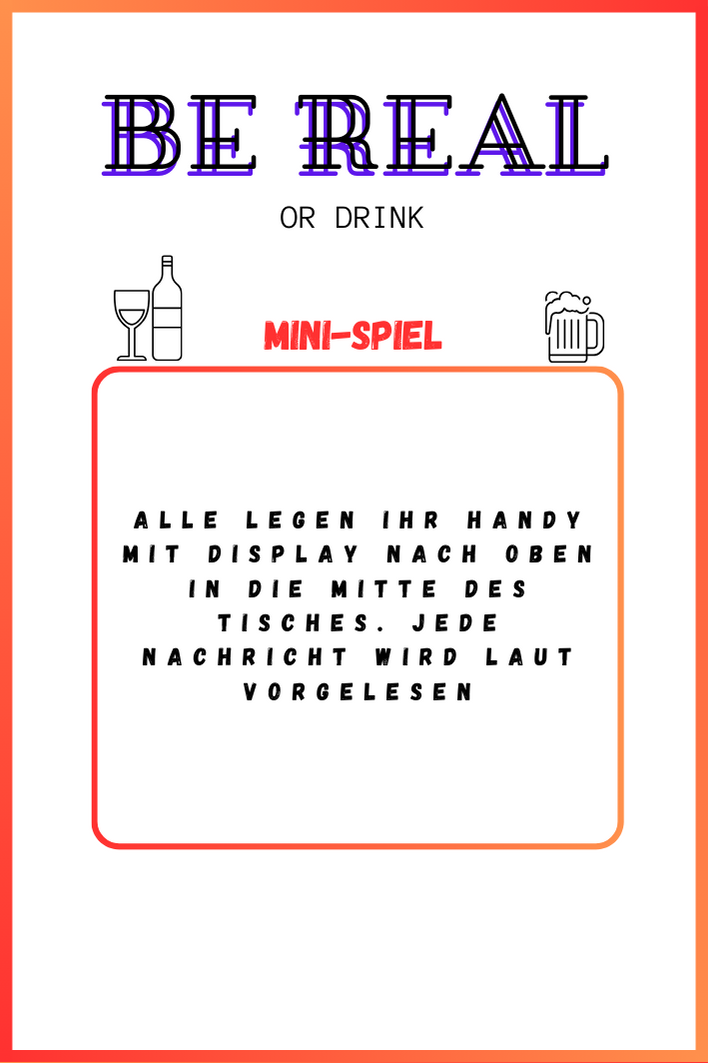 BE REAL
OR DRINK
MINI-SPIEL
ALLE LEGEN IHR HANDY
MIT DISPLAY NACH OBEN
IN DIE MITTE DES
TISCHES. JEDE
NACHRICHT WIRD LAUT
VORGELESEN